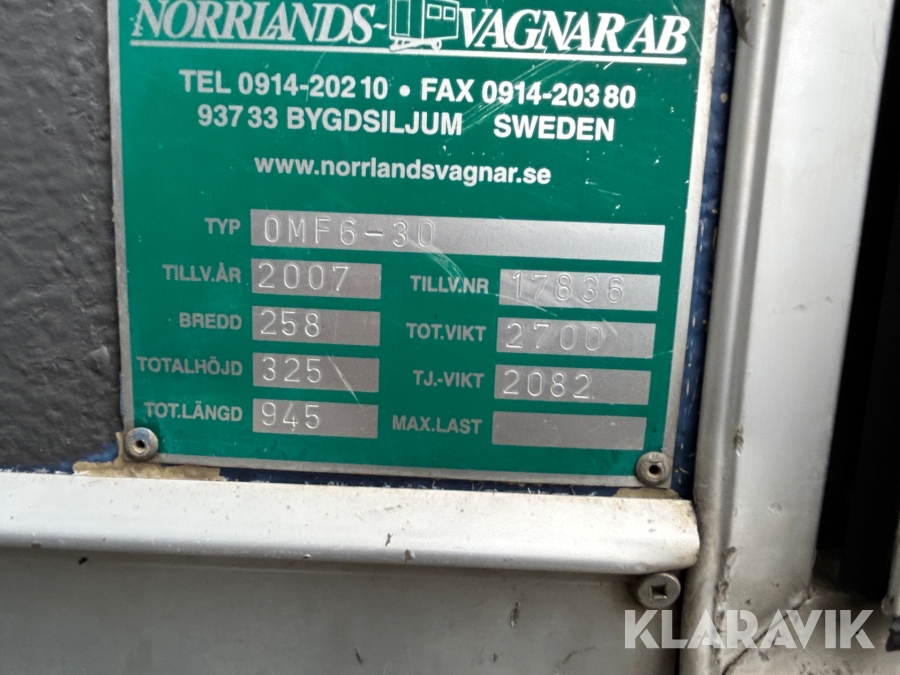 NORRLANDS-VAGNAR AB
TEL 0914-202 10 • FAX 0914-203 80
937 33 BYGDSILJUM SWEDEN
www.norrlandsvagnar.se
TYP OMF6-30
TILLV.ÅR 2007 TILLV.NR 17836
BREDD 258 TOT.VIKT 2700
TOTALHÖJD 325 TJ.-VIKT 2082
TOT.LÄNGD 945 MAX.LAST
KLARAVIK